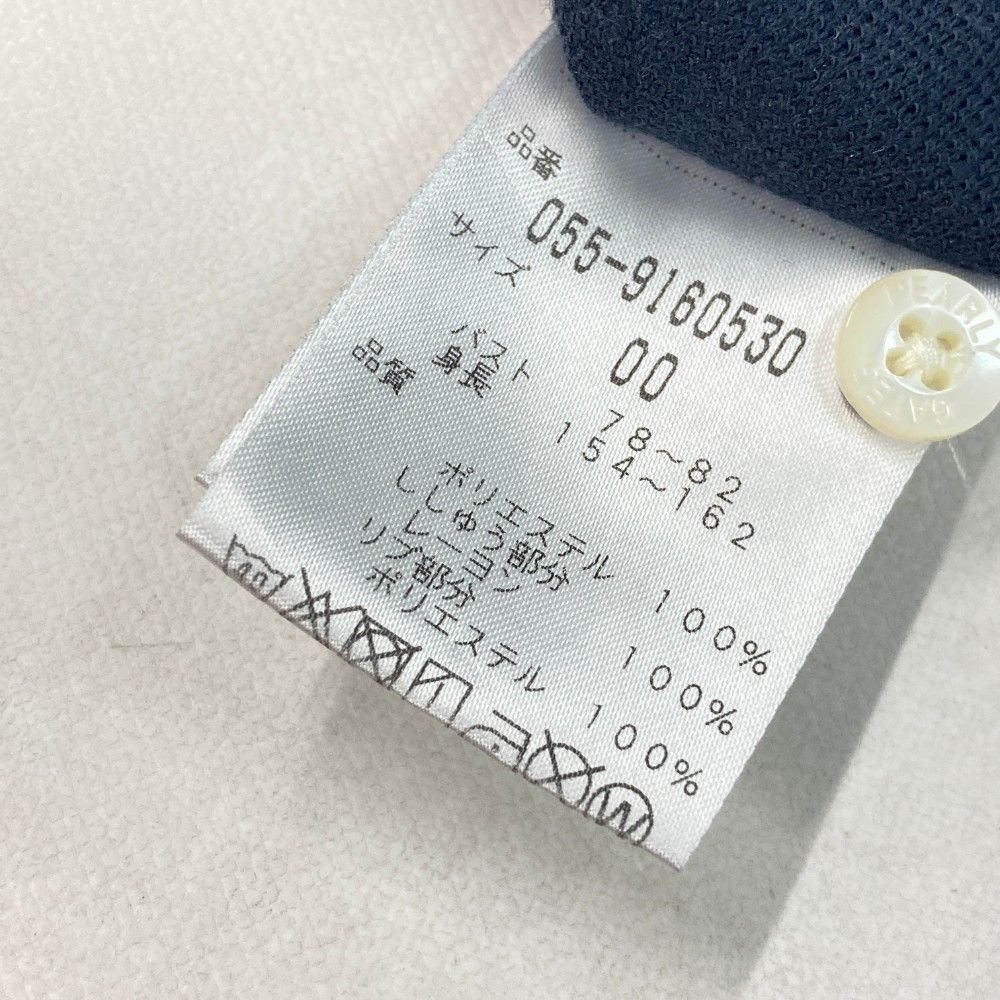 品番
055-9160530
サイズ
00
バスト 78~82
身長 154~162
品質
ポリエステル 100%
ししゅう部分
レーヨン 100%
リブ部分
ポリエステル 100%
40
W
PEARLY
GATES